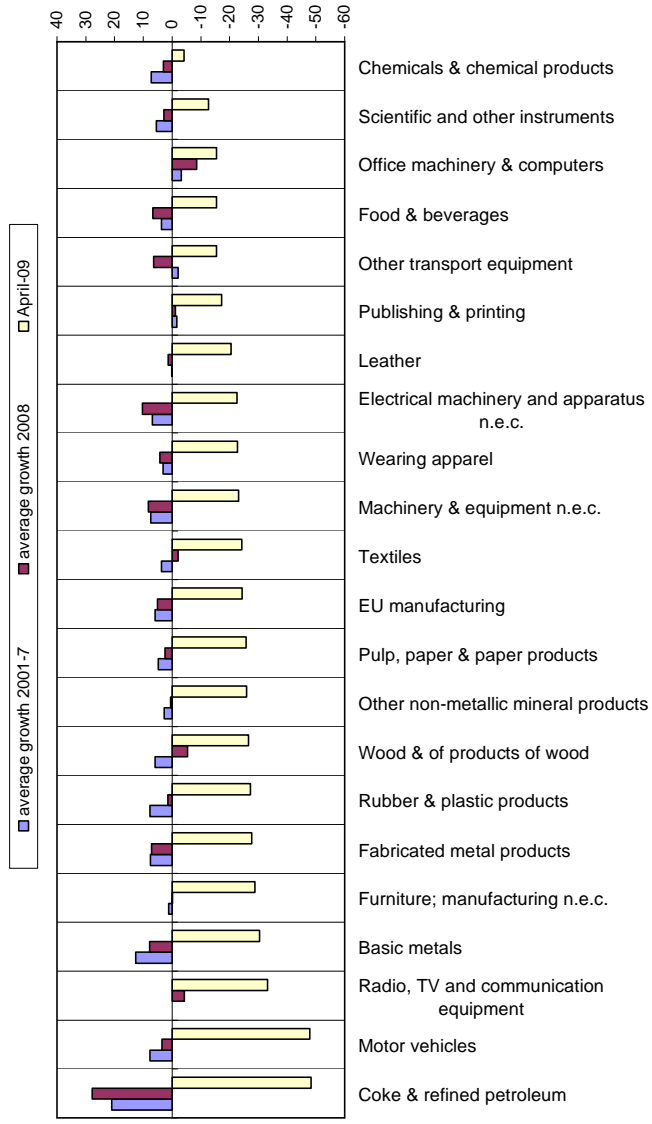 40
30
20
10
0
-10
-20
-30
-40
-50
-60
average growth 2001-7
average growth 2008
April-09
Chemicals & chemical products
Scientific and other instruments
Office machinery & computers
Food & beverages
Other transport equipment
Publishing & printing
Leather
Electrical machinery and apparatus
n.e.c.
Wearing apparel
Machinery & equipment n.e.c.
Textiles
EU manufacturing
Pulp, paper & paper products
Other non-metallic mineral products
Wood & of products of wood
Rubber & plastic products
Fabricated metal products
Furniture; manufacturing n.e.c.
Basic metals
Radio, TV and communication
equipment
Motor vehicles
Coke & refined petroleum